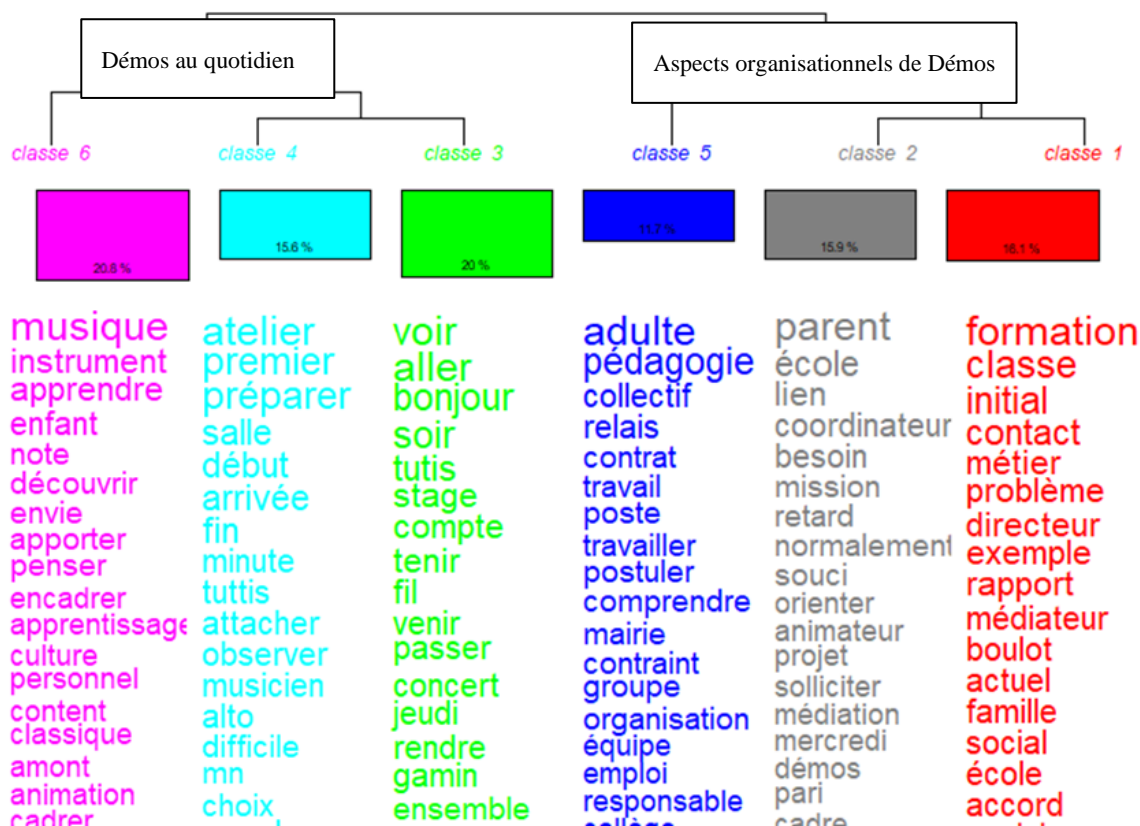 Démos au quotidien
Aspects organisationnels de Démos
classe 6
classe 4
classe 3
classe 5
classe 2
classe 1
20.8 %
15.6 %
20 %
11.7 %
15.9 %
16.1 %
musique
instrument
apprendre
enfant
note
découvrir
envie
apporter
penser
encadrer
apprentissage
culture
personnel
content
classique
amont
animation
cadrer
atelier
premier
préparer
salle
début
arrivée
fin
minute
tuttis
attacher
observer
musicien
alto
difficile
mn
choix
voir
aller
bonjour
soir
tutis
stage
compte
tenir
fil
venir
passer
concert
jeudi
rendre
gamin
ensemble
adulte
pédagogie
collectif
relais
contrat
travail
poste
travailler
postuler
comprendre
mairie
contraint
groupe
organisation
équipe
emploi
responsable
collège
parent
école
lien
coordinateur
besoin
mission
retard
normalement
souci
orienter
animateur
projet
solliciter
médiation
mercredi
démos
pari
cadre
formation
classe
initial
contact
métier
problème
directeur
exemple
rapport
médiateur
boulot
actuel
famille
social
école
accord